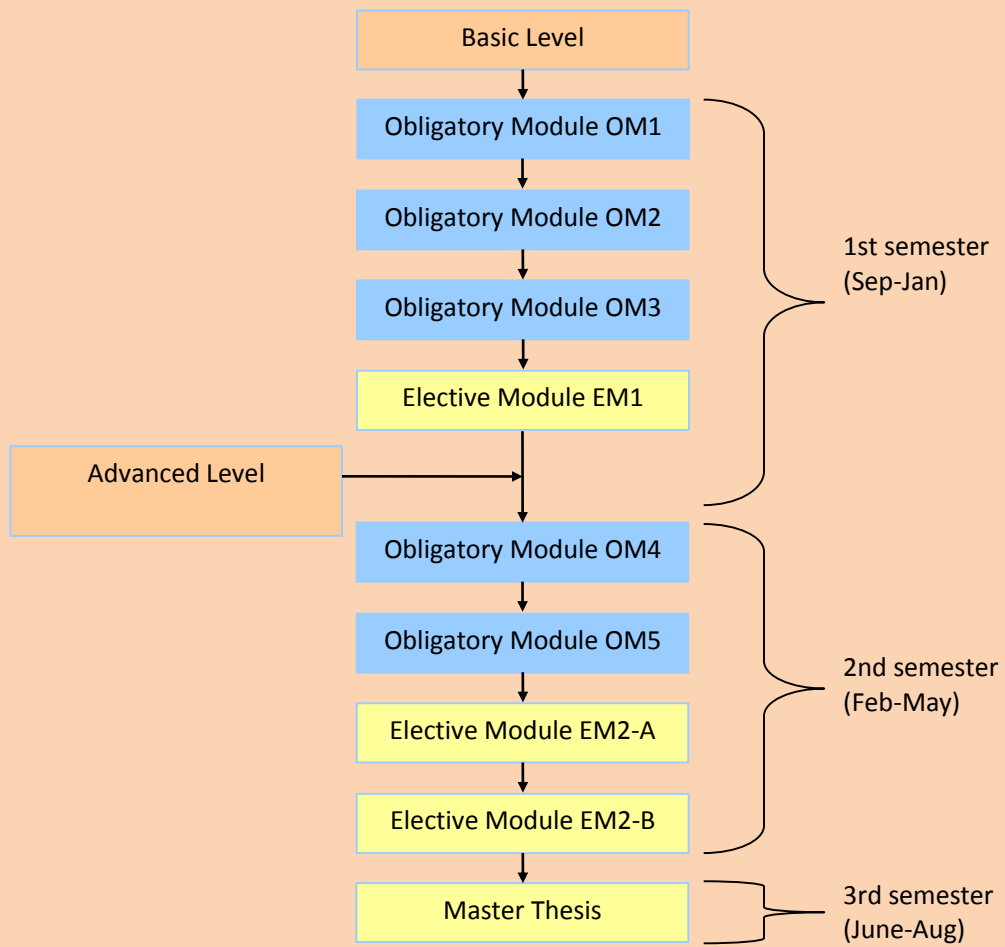 Basic Level
Obligatory Module OM1
Obligatory Module OM2
1st semester
(Sep-Jan)
Obligatory Module OM3
Elective Module EM1
Advanced Level
Obligatory Module OM4
Obligatory Module OM5
2nd semester
(Feb-May)
Elective Module EM2-A
Elective Module EM2-B
Master Thesis
3rd semester
(June-Aug)